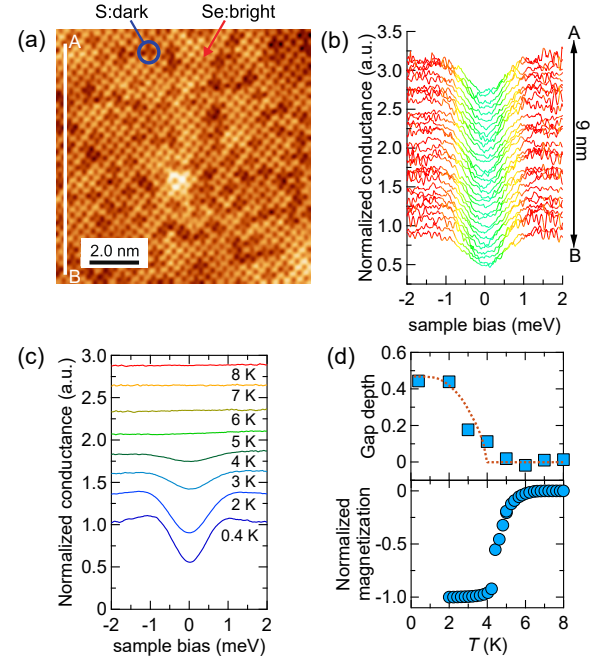 S:dark Se:bright
(a)
A
B
2.0 nm
(b)
Normalized conductance (a.u.)
3.5
3.0
2.5
2.0
1.5
1.0
0.5
-2 -1 0 1 2
sample bias (meV)
A
9 nm
B
(c)
Normalized conductance (a.u.)
3.0
2.5
2.0
1.5
1.0
0.5
0
8 K
7 K
6 K
5 K
4 K
3 K
2 K
0.4 K
-2 -1 0 1 2
sample bias (meV)
(d)
Gap depth
0.6
0.4
0.2
0
Normalized
magnetization
0
-0.5
-1.0
0 2 4 6 8
T (K)